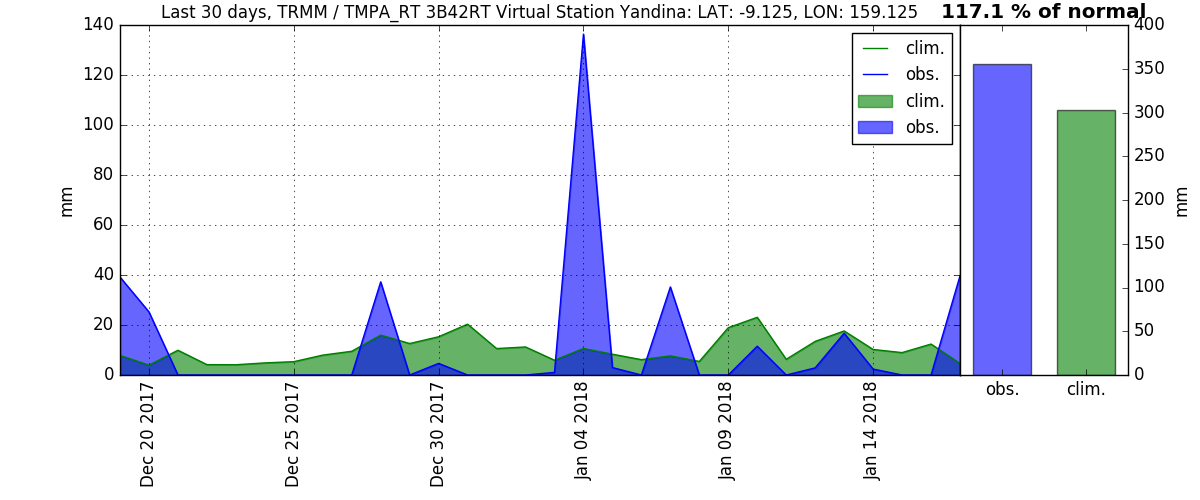 Last 30 days, TRMM / TMPA_RT 3B42RT Virtual Station Yandina: LAT: -9.125, LON: 159.125
117.1 % of normal
mm
140
120
100
80
60
40
20
0
clim.
obs.
clim.
obs.
Dec 20 2017
Dec 25 2017
Dec 30 2017
Jan 04 2018
Jan 09 2018
Jan 14 2018
400
350
300
250
200
150
100
50
0
mm
obs.
clim.